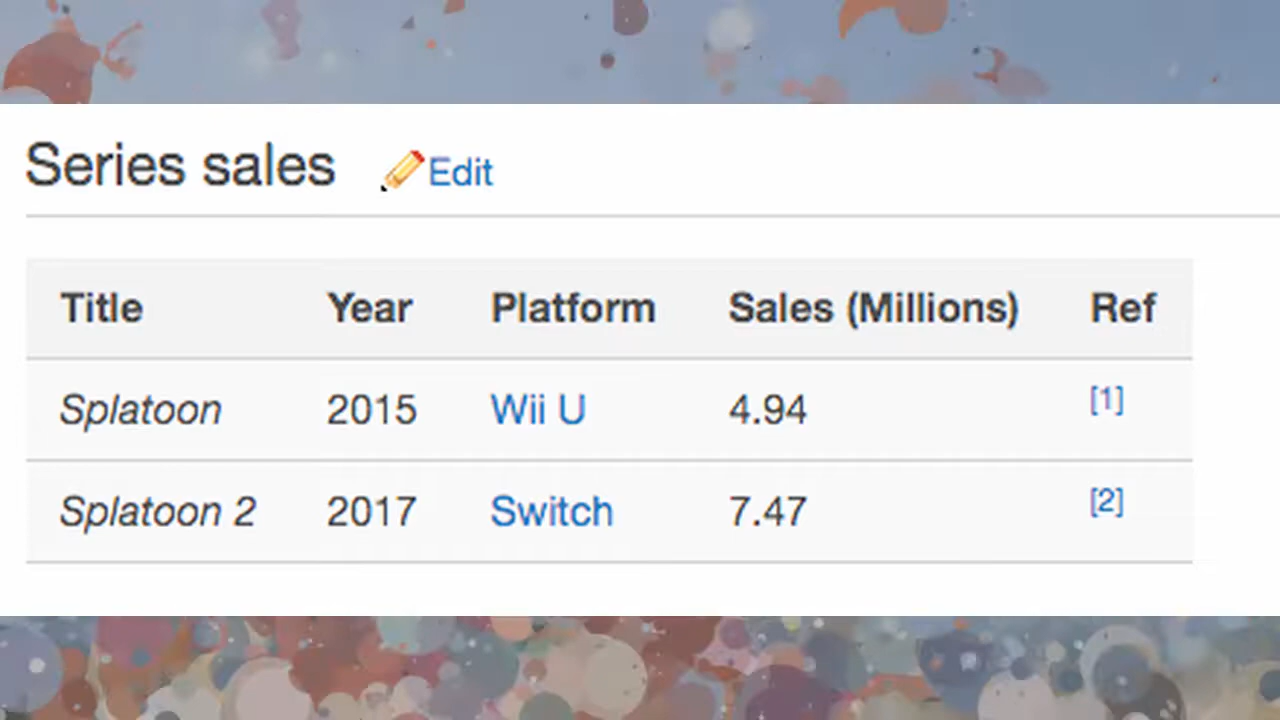 Series sales Edit
Title Year Platform Sales (Millions) Ref
Splatoon 2015 Wii U 4.94 [1]
Splatoon 2 2017 Switch 7.47 [2]